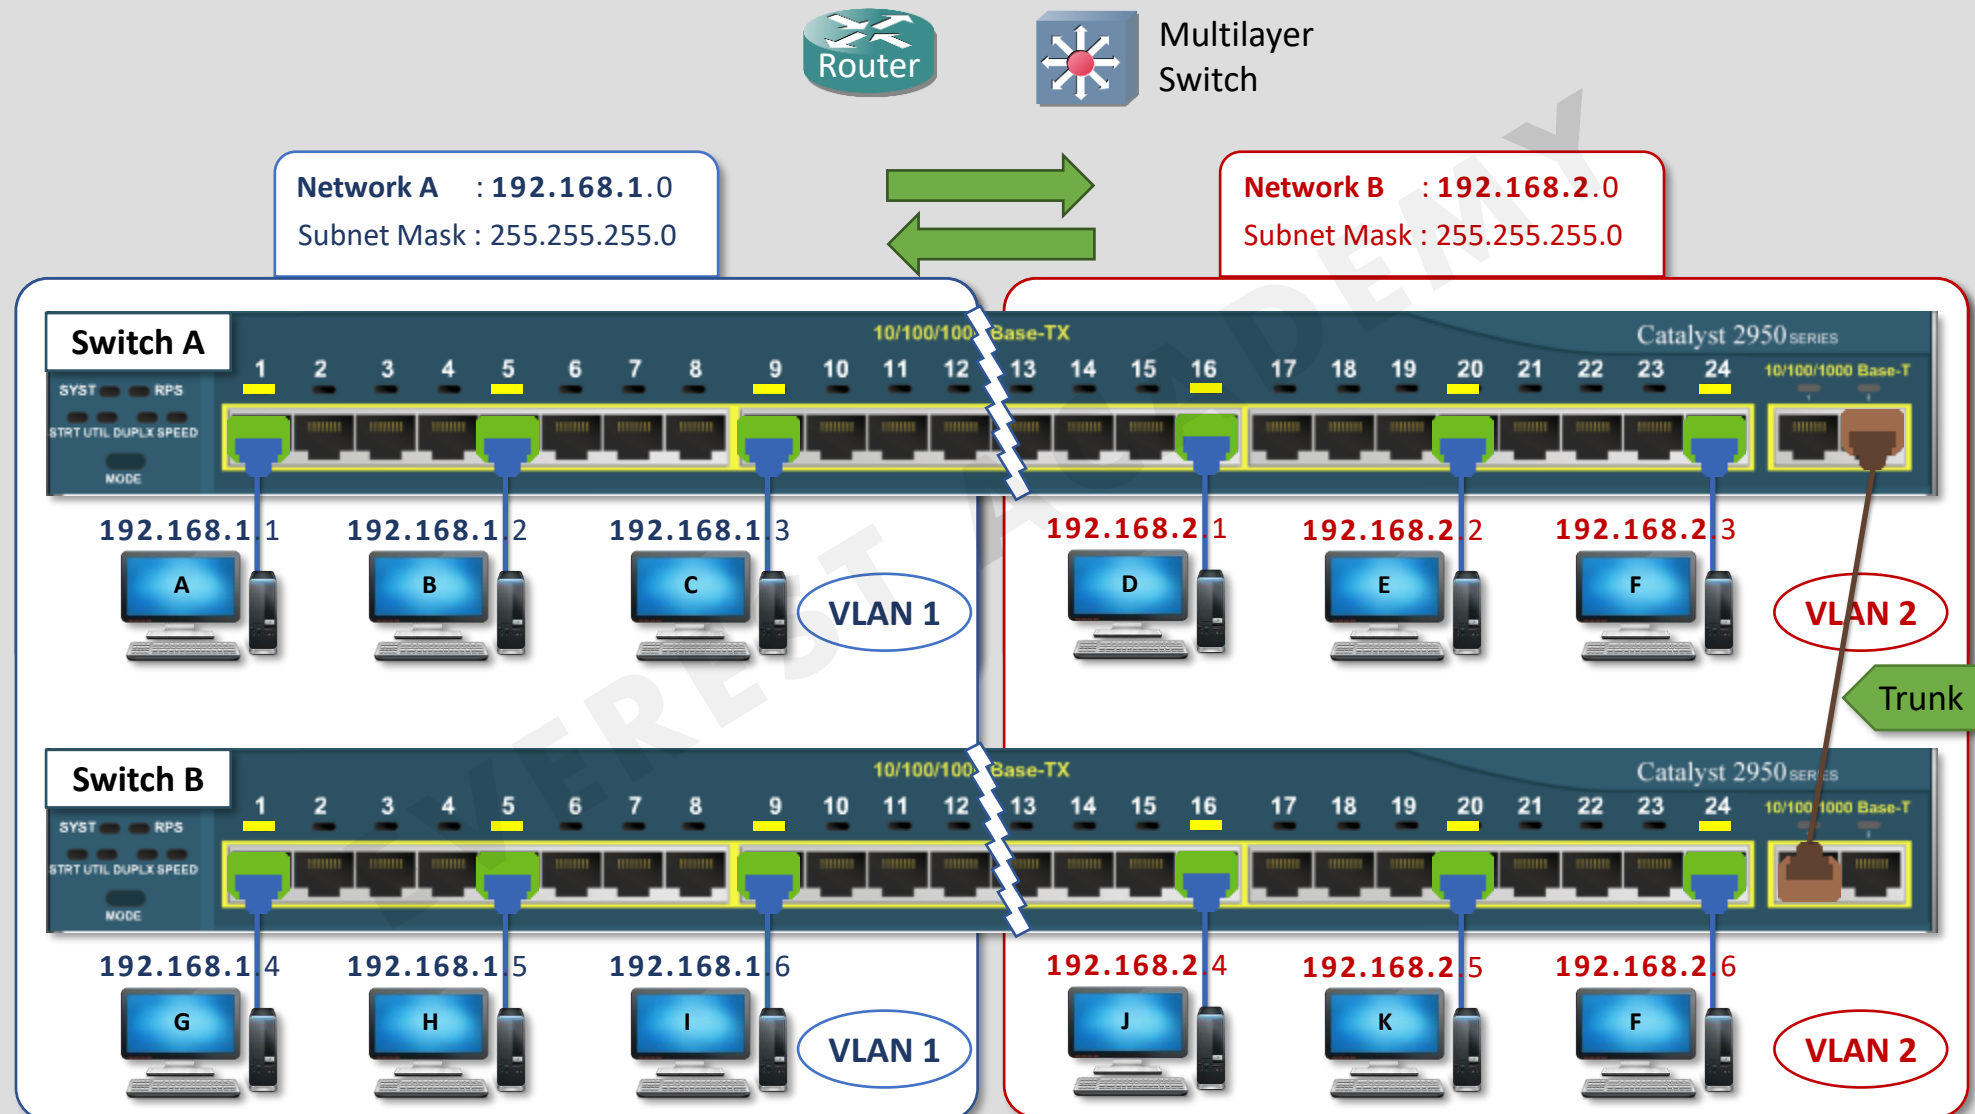 Router
Multilayer
Switch
Network A : 192.168.1.0
Subnet Mask : 255.255.255.0
Network B : 192.168.2.0
Subnet Mask : 255.255.255.0
Switch A
10/100/100 Base-TX
Catalyst 2950 SERIES
1 2 3 4 5 6 7 8 9 10 11 12 13 14 15 16 17 18 19 20 21 22 23 24
10/100/1000 Base-T
SYST RPS
STRT UTIL DUPLX SPEED
MODE
192.168.1.1
192.168.1.2
192.168.1.3
192.168.2.1
192.168.2.2
192.168.2.3
A
B
C
D
E
F
VLAN 1
VLAN 2
Trunk
Switch B
10/100/100 Base-TX
Catalyst 2950 SERIES
1 2 3 4 5 6 7 8 9 10 11 12 13 14 15 16 17 18 19 20 21 22 23 24
10/100/1000 Base-T
SYST RPS
STRT UTIL DUPLX SPEED
MODE
192.168.1.4
192.168.1.5
192.168.1.6
192.168.2.4
192.168.2.5
192.168.2.6
G
H
I
J
K
F
VLAN 1
VLAN 2
EVEREST ACADEMY